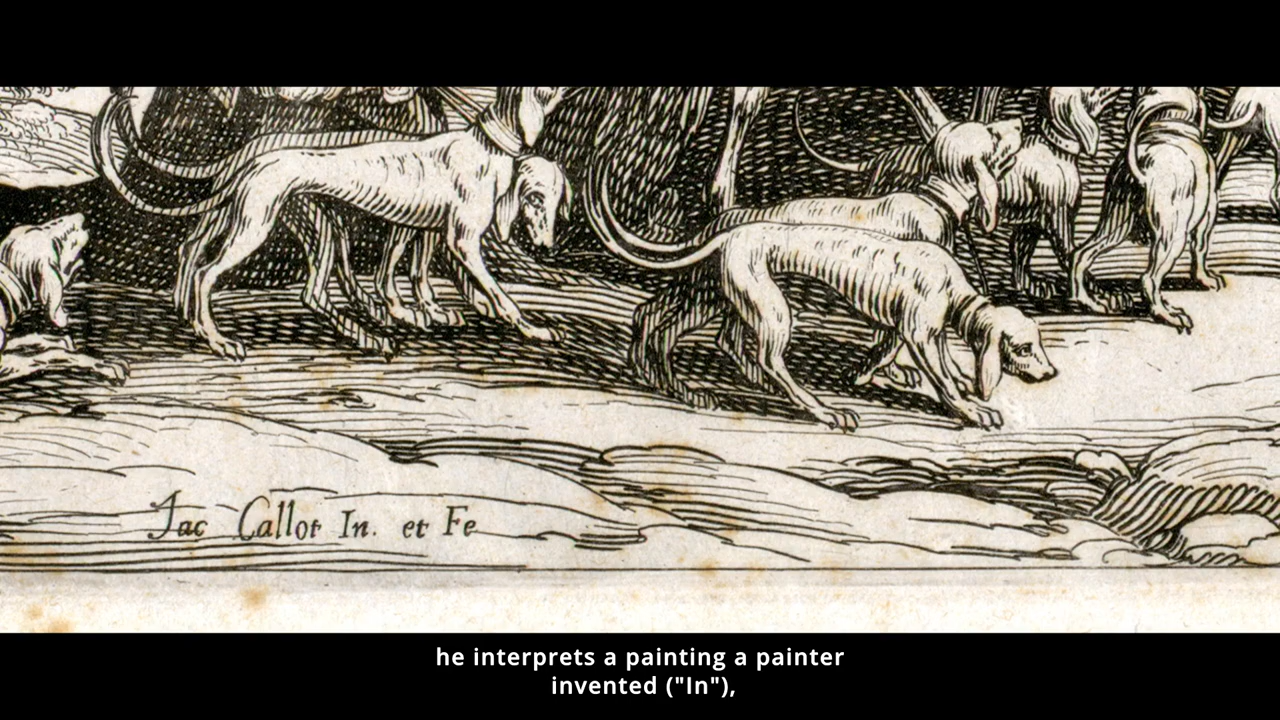 Jac Callot In. et Fe
he interprets a painting a painter
invented ("In"),